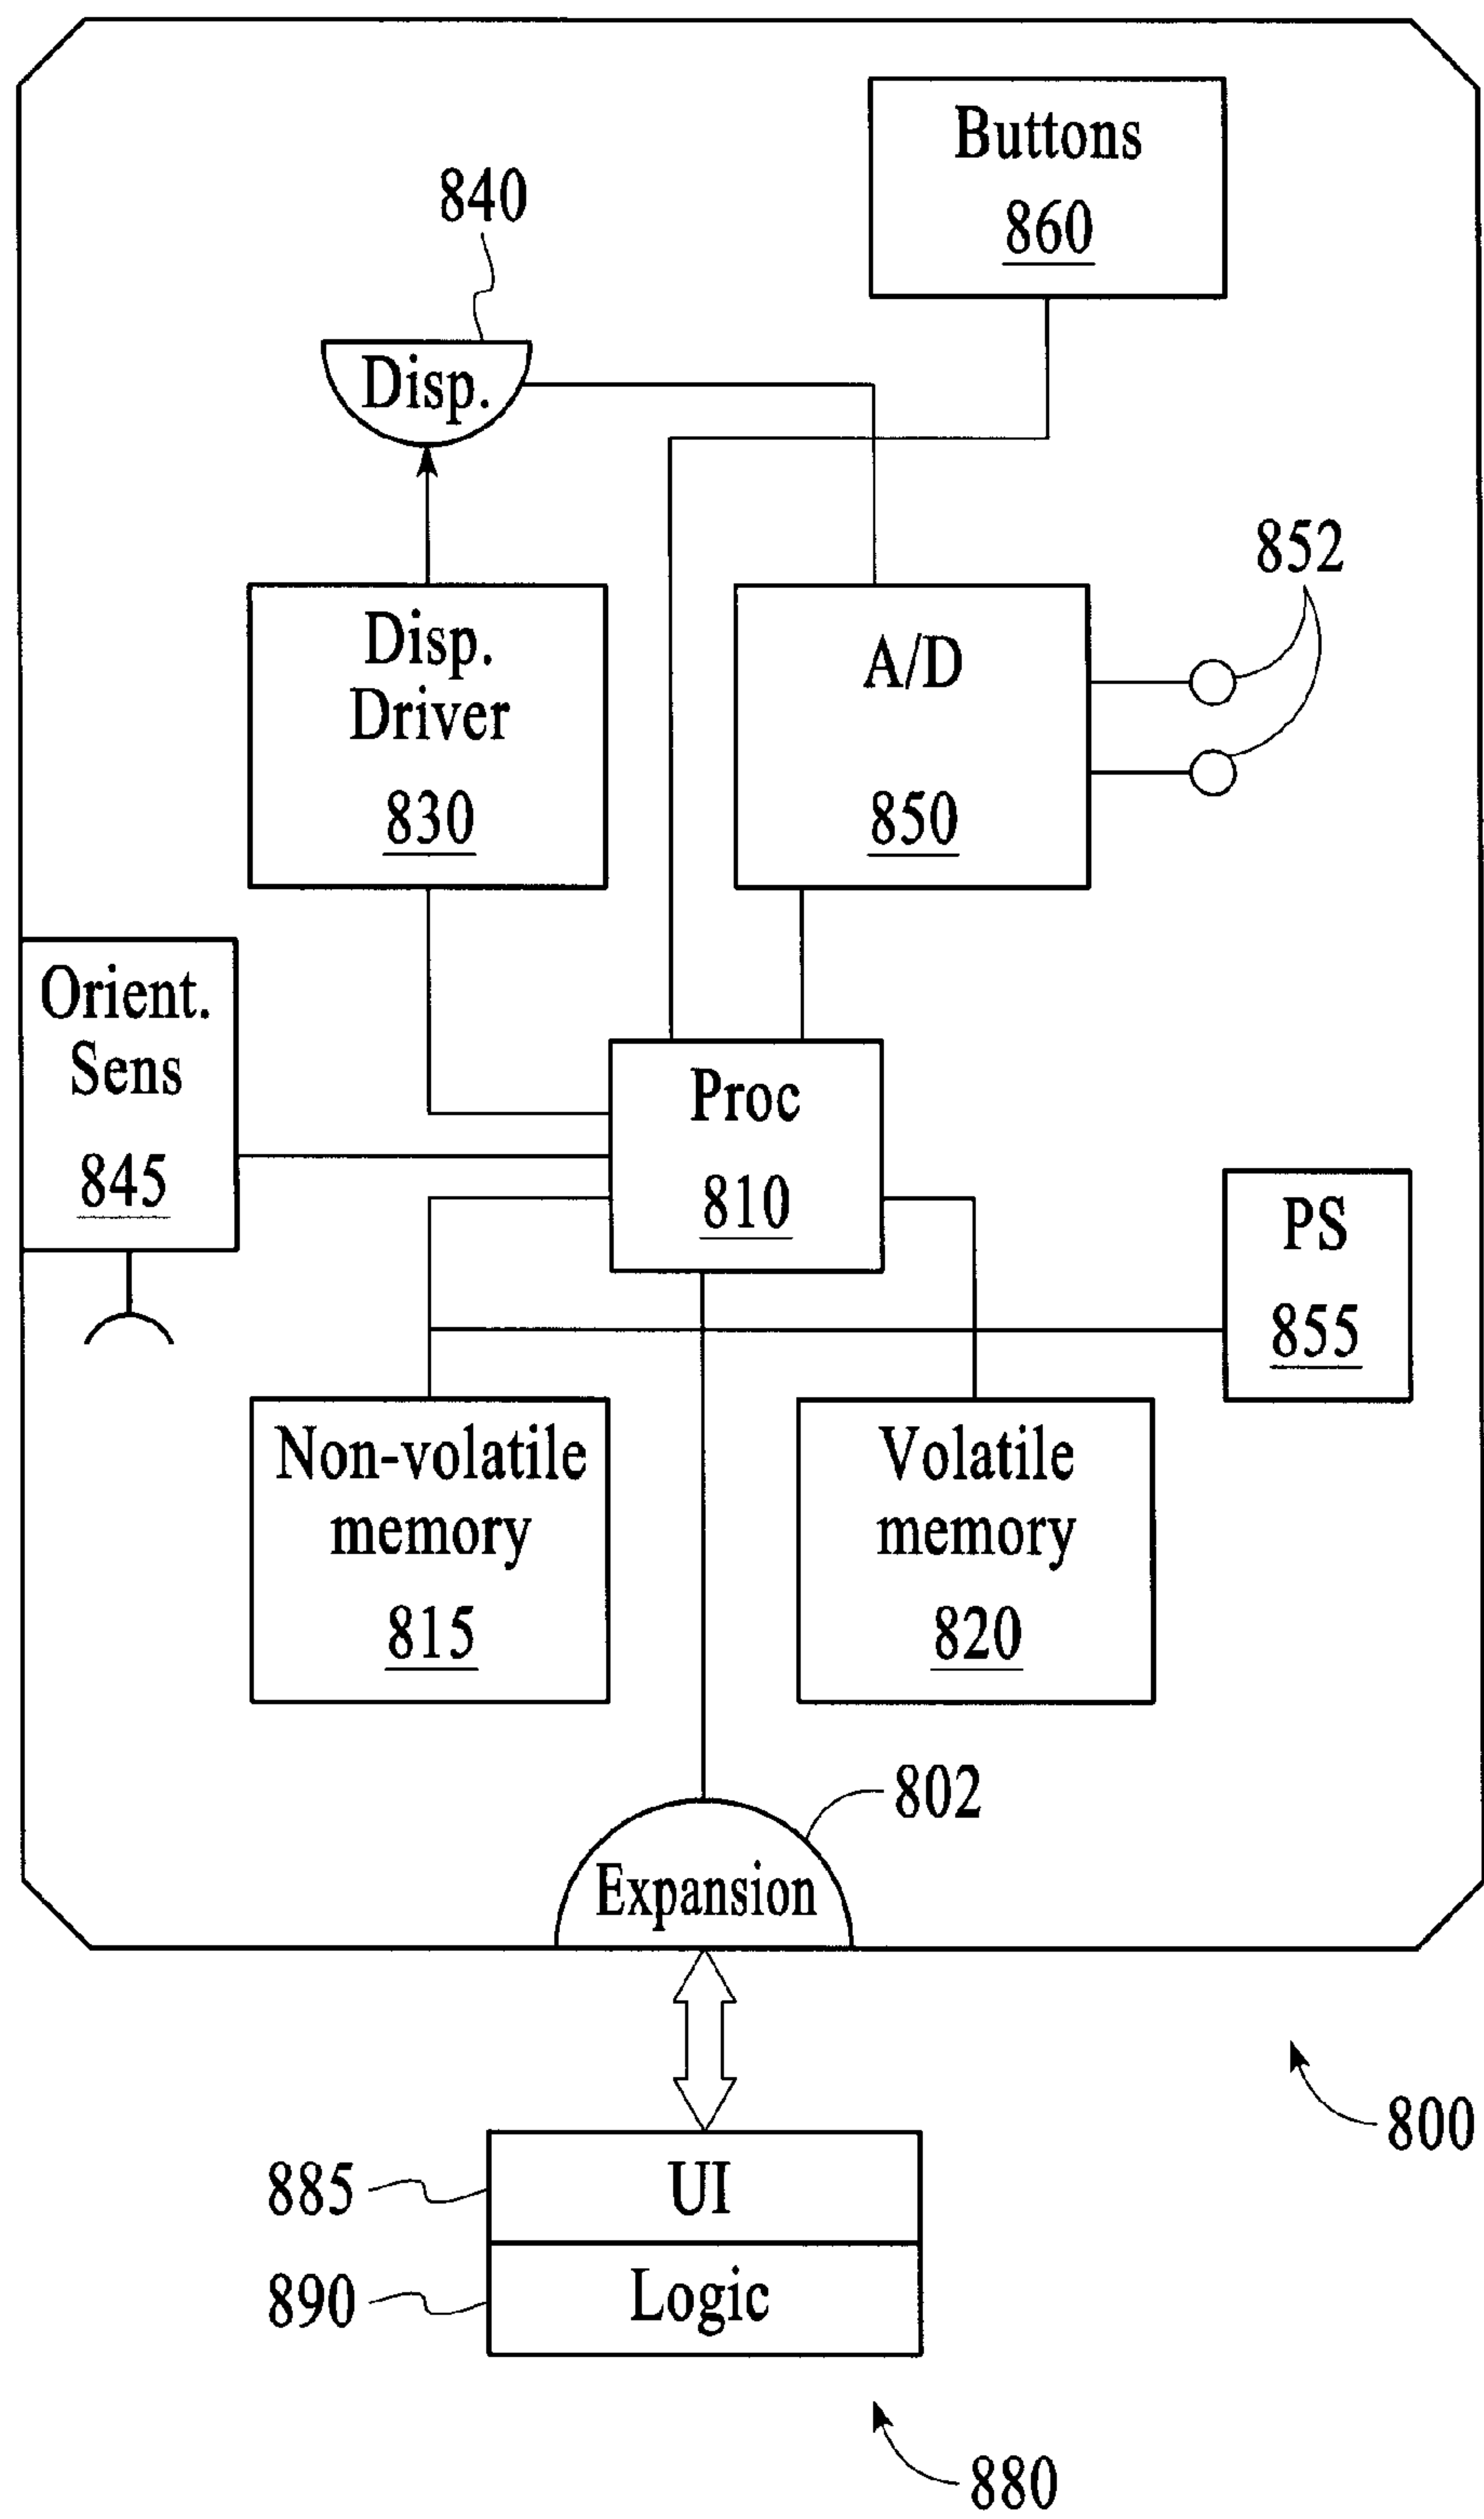 Buttons
860
840
Disp.
852
Disp.
Driver
830
A/D
850
Orient.
Sens
845
Proc
810
PS
855
Non-volatile
memory
815
Volatile
memory
820
802
Expansion
800
885
UI
890
Logic
880